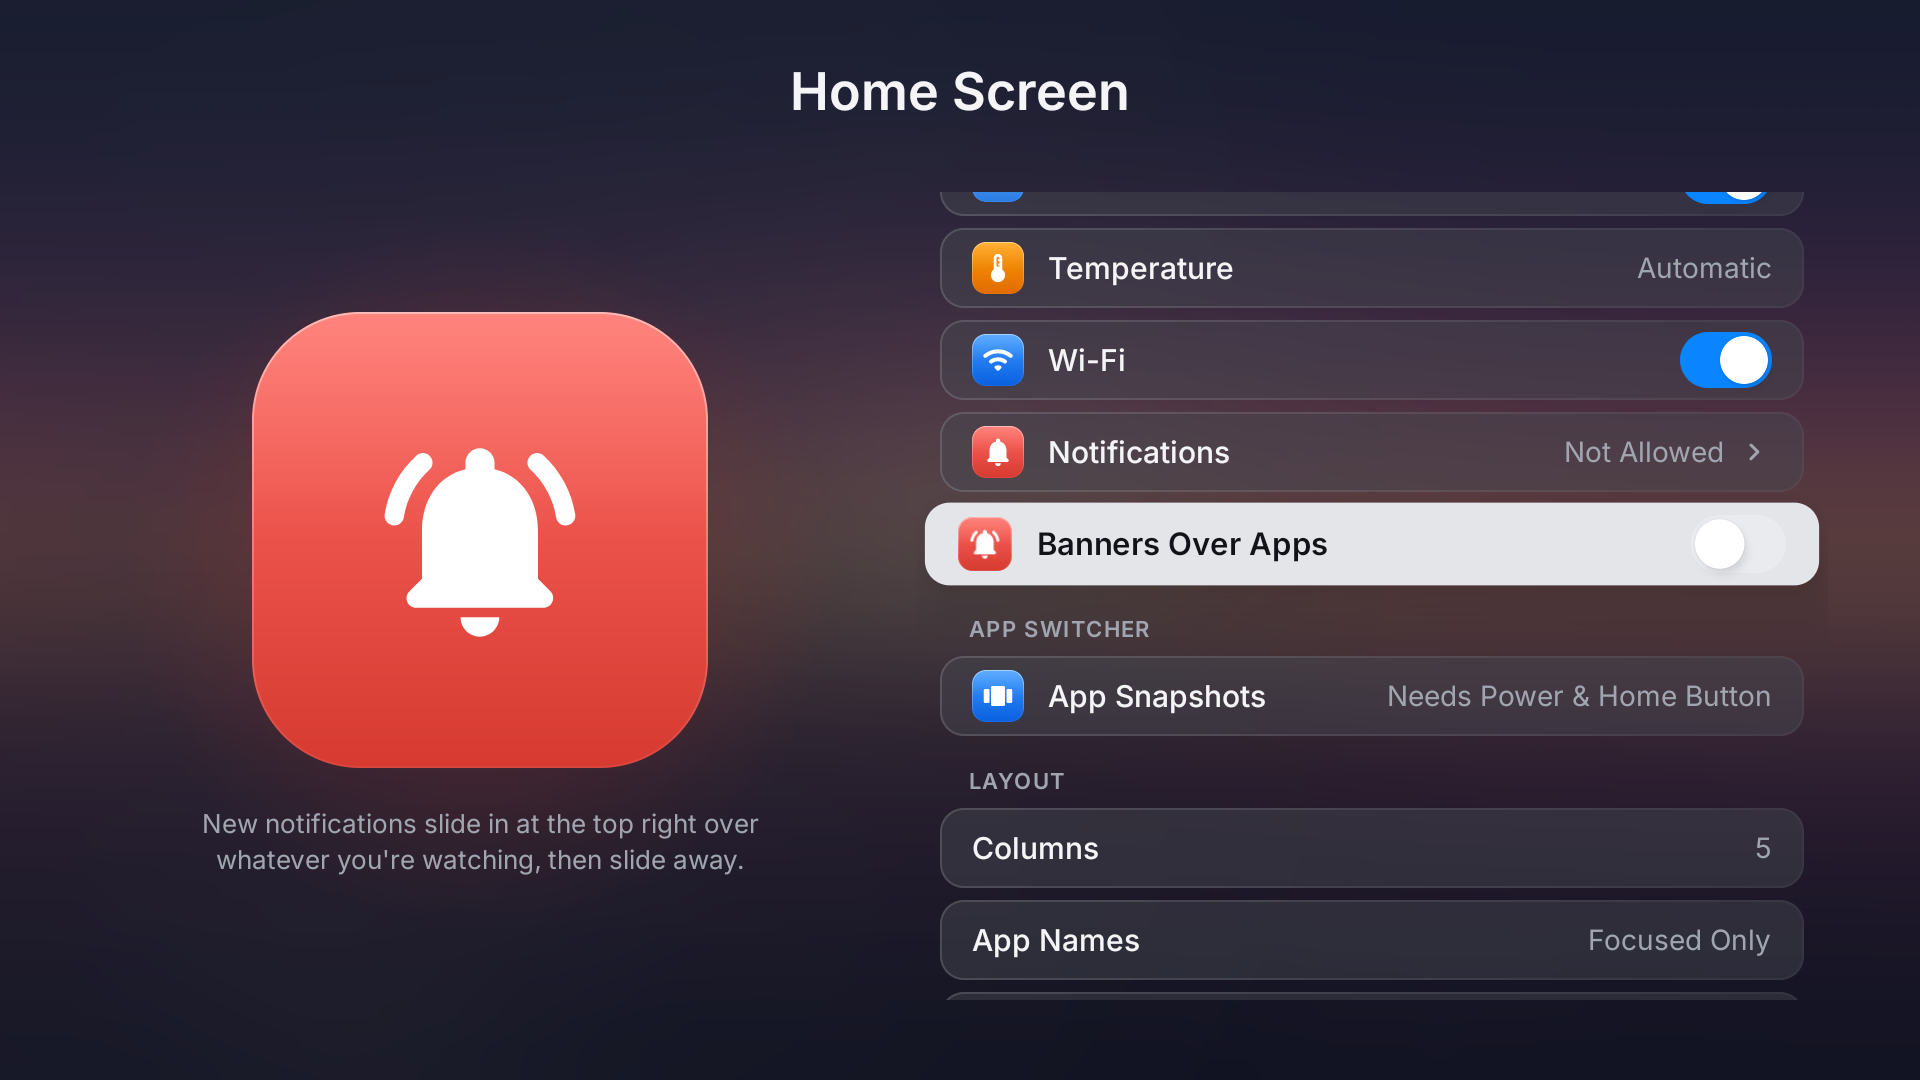 Home Screen
Temperature
Automatic
Wi-Fi
Notifications
Not Allowed
Banners Over Apps
APP SWITCHER
App Snapshots
Needs Power & Home Button
LAYOUT
Columns
5
App Names
Focused Only
New notifications slide in at the top right over
whatever you're watching, then slide away.